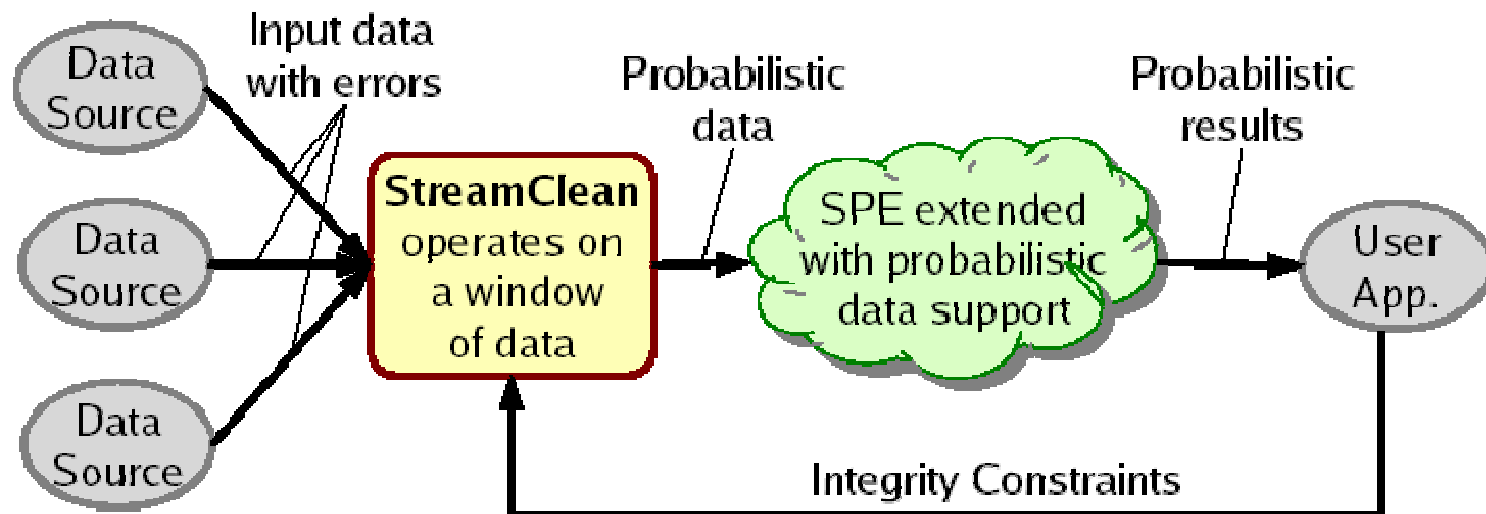 Data
Source
Input data
with errors
Data
Source
Data
Source
StreamClean
operates on
a window
of data
Probabilistic
data
SPE extended
with probabilistic
data support
Probabilistic
results
User
App.
Integrity Constraints